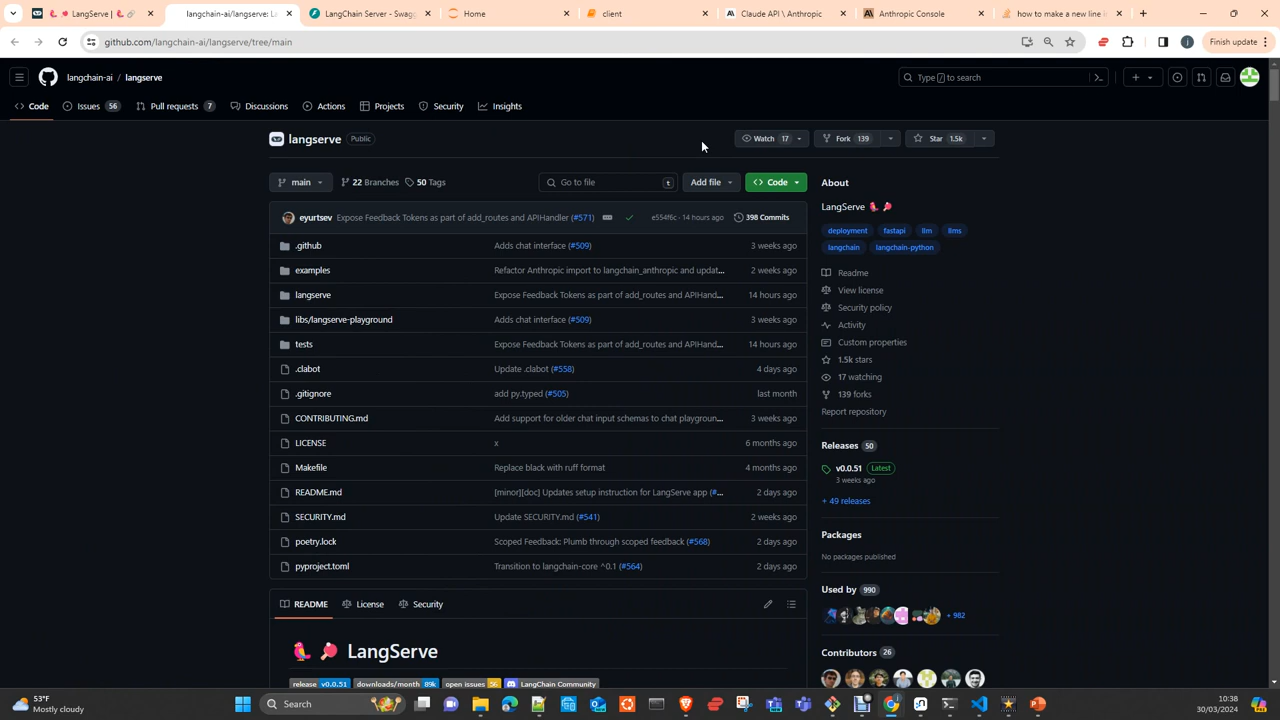 LangServe |
langchain-ai/langserve:
LangChain Server - Swagg
Home
client
Claude API \ Anthropic
Anthropic Console
how to make a new line i
github.com/langchain-ai/langserve/tree/main
j
Finish update
langchain-ai / langserve
Type / to search
Code
Issues 56
Pull requests 7
Discussions
Actions
Projects
Security
Insights
langserve Public
Watch 17
Fork 139
Star 1.5k
main
22 Branches
50 Tags
Go to file t
Add file
Code
eyurtsev Expose Feedback Tokens as part of add_routes and APIHandler (#571) e554f6c · 14 hours ago 398 Commits
.github Adds chat interface (#509) 3 weeks ago
examples Refactor Anthropic import to langchain_anthropic and updat... 2 weeks ago
langserve Expose Feedback Tokens as part of add_routes and APIHand... 14 hours ago
libs/langserve-playground Adds chat interface (#509) 3 weeks ago
tests Expose Feedback Tokens as part of add_routes and APIHand... 14 hours ago
.clabot Update .clabot (#558) 4 days ago
.gitignore add py.typed (#505) last month
CONTRIBUTING.md Add support for older chat input schemas to chat playgroun... 3 weeks ago
LICENSE x 6 months ago
Makefile Replace black with ruff format 4 months ago
README.md [minor][doc] Updates setup instruction for LangServe app (#... 2 days ago
SECURITY.md Update SECURITY.md (#541) 2 weeks ago
poetry.lock Scoped Feedback: Plumb through scoped feedback (#568) 2 days ago
pyproject.toml Transition to langchain-core ^0.1 (#564) 2 days ago
README
License
Security
LangServe
release v0.0.51 downloads/month 89k open issues 56 LangChain Community
About
LangServe
deployment fastapi llm llms
langchain langchain-python
Readme
View license
Security policy
Activity
Custom properties
1.5k stars
17 watching
139 forks
Report repository
Releases 50
v0.0.51 Latest
3 weeks ago
+ 49 releases
Packages
No packages published
Used by 990
+ 982
Contributors 26
53°F
Mostly cloudy
Search
10:38
30/03/2024